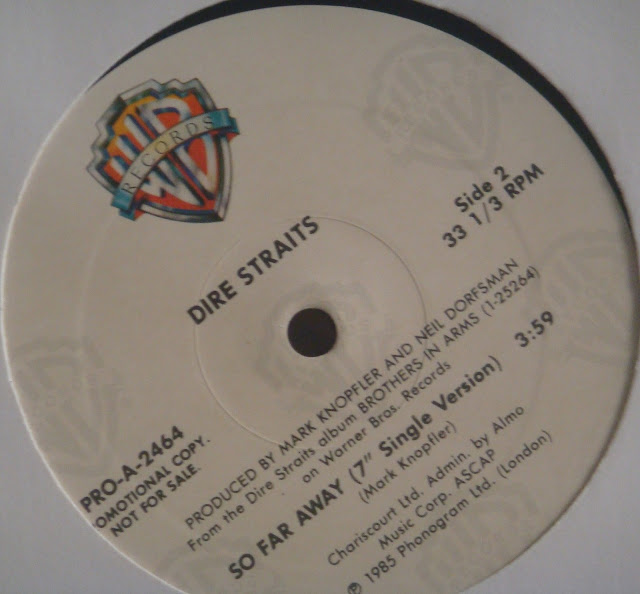 RECORDS
DIRE STRAITS
Side 2
33 1/3 RPM
PRO-A-2464
OMOTIONAL COPY.
NOT FOR SALE.
PRODUCED BY MARK KNOPFLER AND NEIL DORFSMAN
From the Dire Straits album BROTHERS IN ARMS (1-25264)
on Warner Bros. Records
SO FAR AWAY (7" Single Version) 3:59
(Mark Knopfler)
Chariscourt Ltd. Admin. by Almo
Music Corp. ASCAP
℗ 1985 Phonogram Ltd. (London)